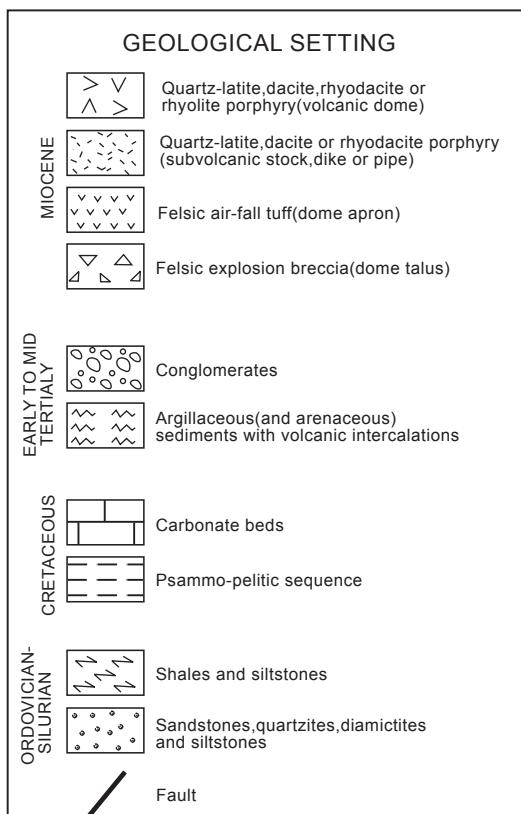 GEOLOGICAL SETTING
MIOCENE
Quartz-latite,dacite,rhyodacite or
rhyolite porphyry(volcanic dome)
Quartz-latite,dacite or rhyodacite porphyry
(subvolcanic stock,dike or pipe)
Felsic air-fall tuff(dome apron)
Felsic explosion breccia(dome talus)
EARLY TO MID
TERTIALY
Conglomerates
Argillaceous(and arenaceous)
sediments with volcanic intercalations
CRETACEOUS
Carbonate beds
Psammo-pelitic sequence
ORDOVICIAN-
SILURIAN
Shales and siltstones
Sandstones,quartzites,diamictites
and siltstones
Fault